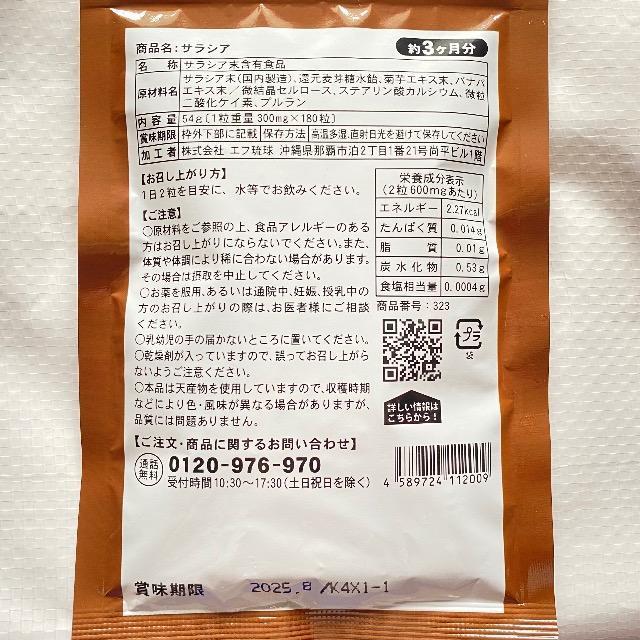 商品名:サラシア
約3ヶ月分
名称 サラシア末含有食品
原材料名 サラシア末(国内製造)、還元麦芽糖水飴、菊芋エキス末、バナバエキス末/微結晶セルロース、ステアリン酸カルシウム、微粒二酸化ケイ素、プルラン
内容量 54g〔1粒重量300mg×180粒〕
賞味期限 枠外下部に記載 保存方法 高温多湿、直射日光を避けて保存してください
加工者 株式会社 エフ琉球 沖縄県那覇市泊2丁目1番21号尚平ビル1階
【お召し上がり方】
1日2粒を目安に、水等でお飲みください。
【ご注意】
○原材料をご参照の上、食品アレルギーのある
方はお召し上がりにならないでください。また、
体質や体調により稀に合わない場合があります。
その場合は摂取を中止してください。
○お薬を服用、あるいは通院中、妊娠、授乳中の
方のお召し上がりの際は、お医者様にご相談
ください。
○乳幼児の手の届かないところに置いてください。
○乾燥剤が入っていますので、誤ってお召し上がら
ないようご注意ください。
○本品は天産物を使用していますので、収穫時期
などにより色・風味が異なる場合がありますが、
品質には問題ありません。
栄養成分表示
(2粒600mgあたり)
エネルギー 2.27kcal
たんぱく質 0.014g
脂質 0.01g
炭水化物 0.53g
食塩相当量 0.0004g
商品番号:323
プラ
袋
詳しい情報は
こちらから!
【ご注文・商品に関するお問い合わせ】
通話
無料
0120-976-970
受付時間10:30〜17:30(土日祝日を除く)
4 589724 112009
賞味期限 2025.8/K4X1-1